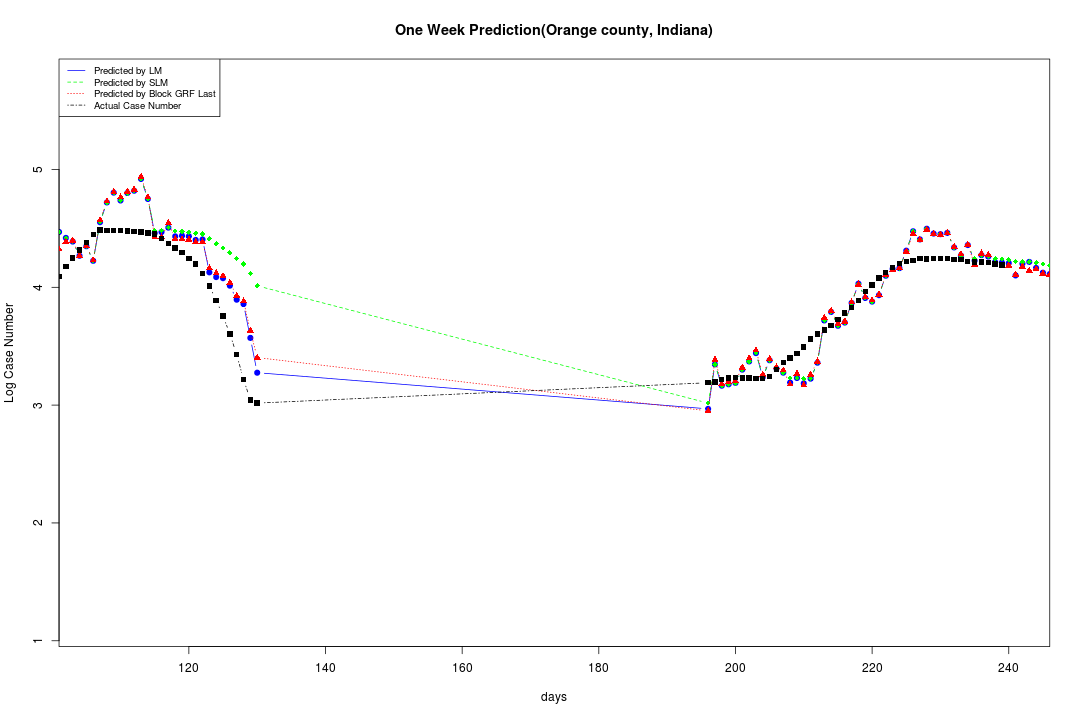 One Week Prediction(Orange county, Indiana)
Predicted by LM
Predicted by SLM
Predicted by Block GRF Last
Actual Case Number
Log Case Number
5
4
3
2
1
120 140 160 180 200 220 240
days